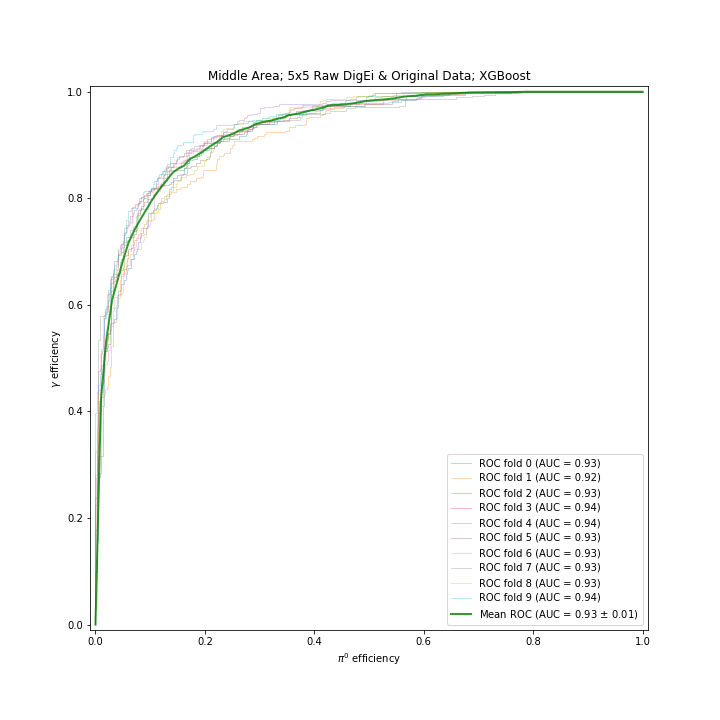 Middle Area; 5x5 Raw DigEi & Original Data; XGBoost
1.0
0.8
0.6
0.4
0.2
0.0
γ efficiency
0.0 0.2 0.4 0.6 0.8 1.0
π⁰ efficiency
ROC fold 0 (AUC = 0.93)
ROC fold 1 (AUC = 0.92)
ROC fold 2 (AUC = 0.93)
ROC fold 3 (AUC = 0.94)
ROC fold 4 (AUC = 0.94)
ROC fold 5 (AUC = 0.93)
ROC fold 6 (AUC = 0.93)
ROC fold 7 (AUC = 0.93)
ROC fold 8 (AUC = 0.93)
ROC fold 9 (AUC = 0.94)
Mean ROC (AUC = 0.93 ± 0.01)